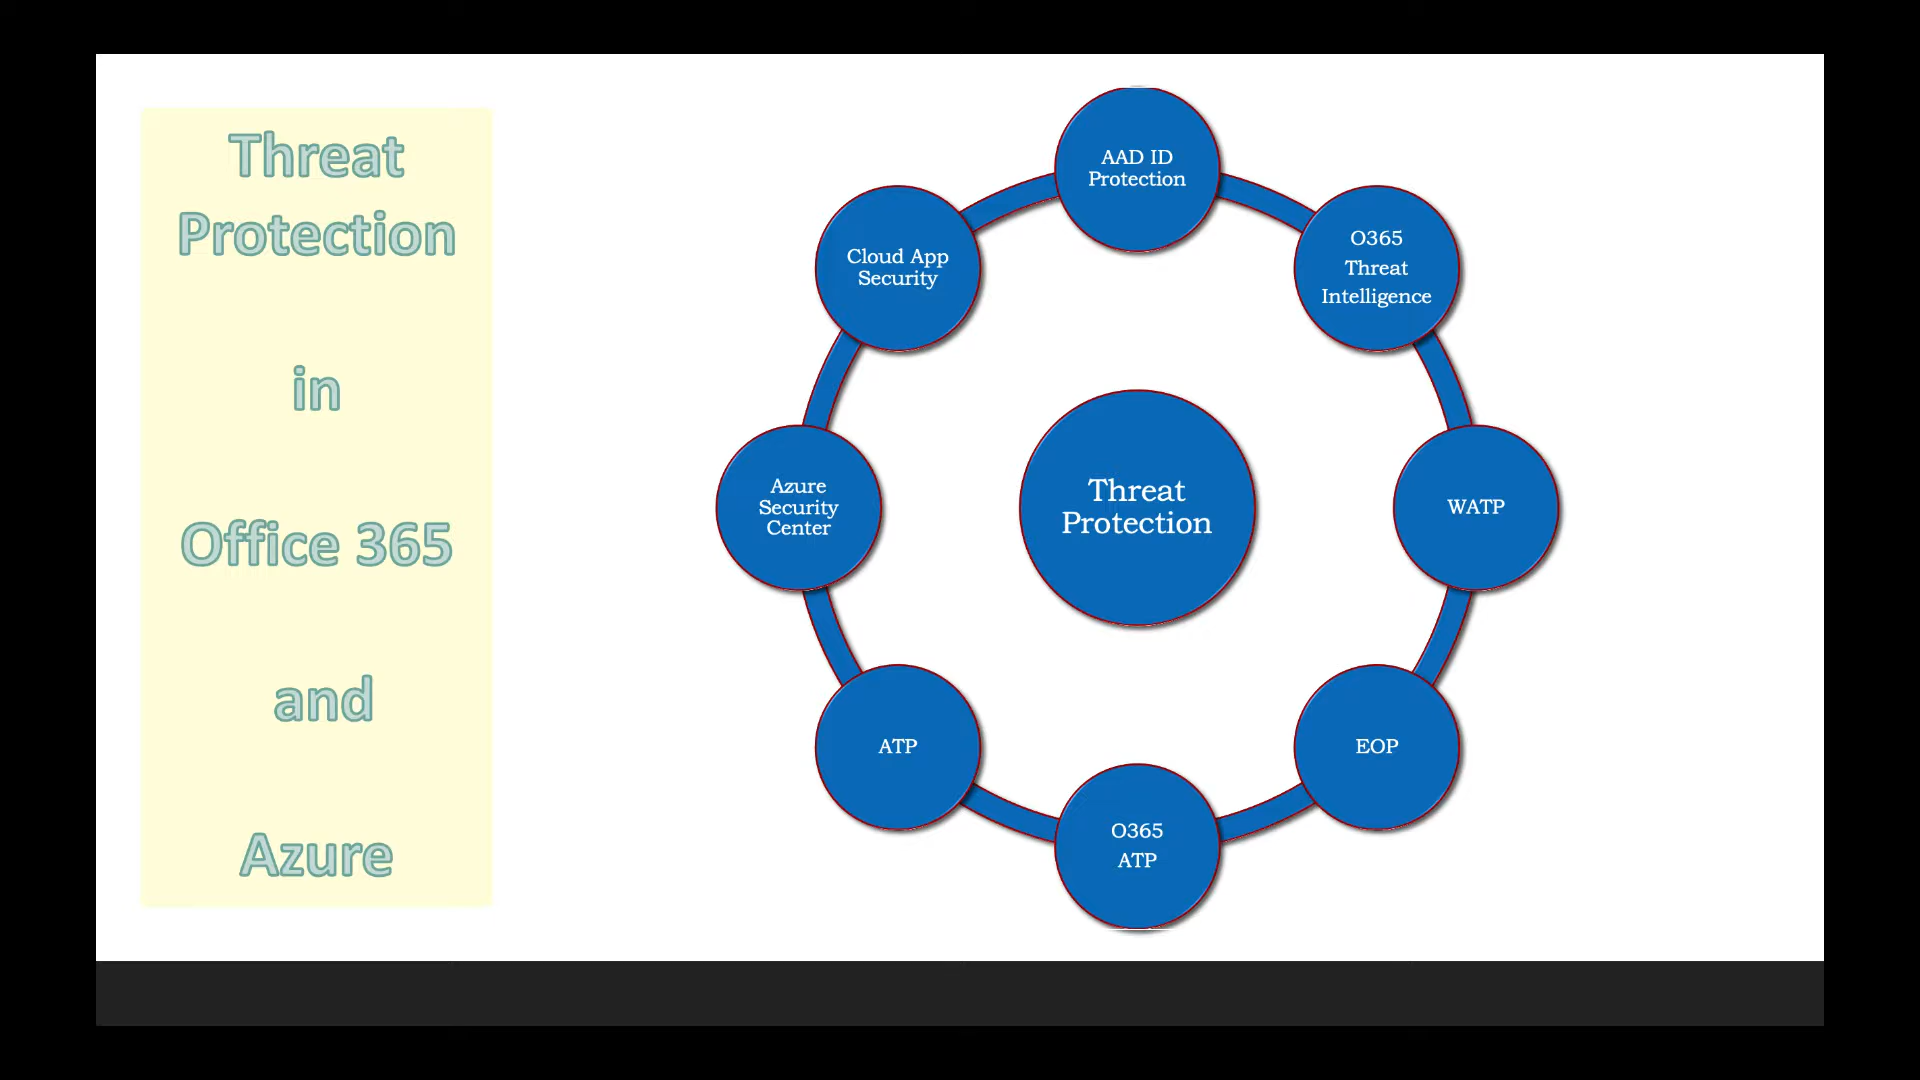 Threat
Protection
in
Office 365
and
Azure
AAD ID
Protection
O365
Threat
Intelligence
WATP
EOP
O365
ATP
ATP
Azure
Security
Center
Cloud App
Security
Threat
Protection